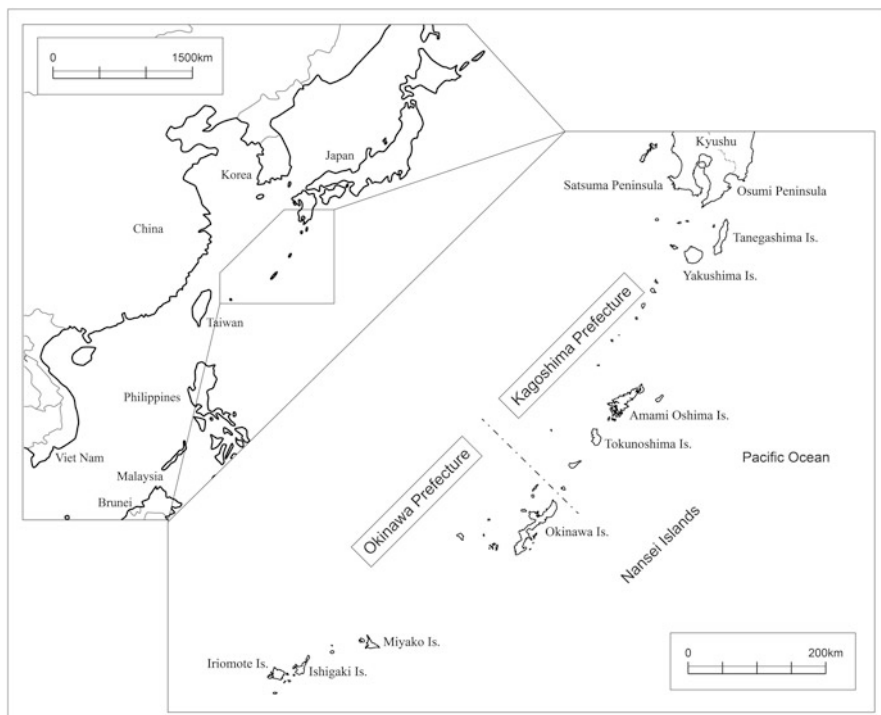 0 1500km
Japan
Korea
China
Taiwan
Philippines
Viet Nam
Malaysia
Brunei
Kyushu
Satsuma Peninsula
Osumi Peninsula
Tanegashima Is.
Yakushima Is.
Kagoshima Prefecture
Amami Oshima Is.
Tokunoshima Is.
Pacific Ocean
Okinawa Prefecture
Okinawa Is.
Nansei Islands
Miyako Is.
Iriomote Is.
Ishigaki Is.
0 200km